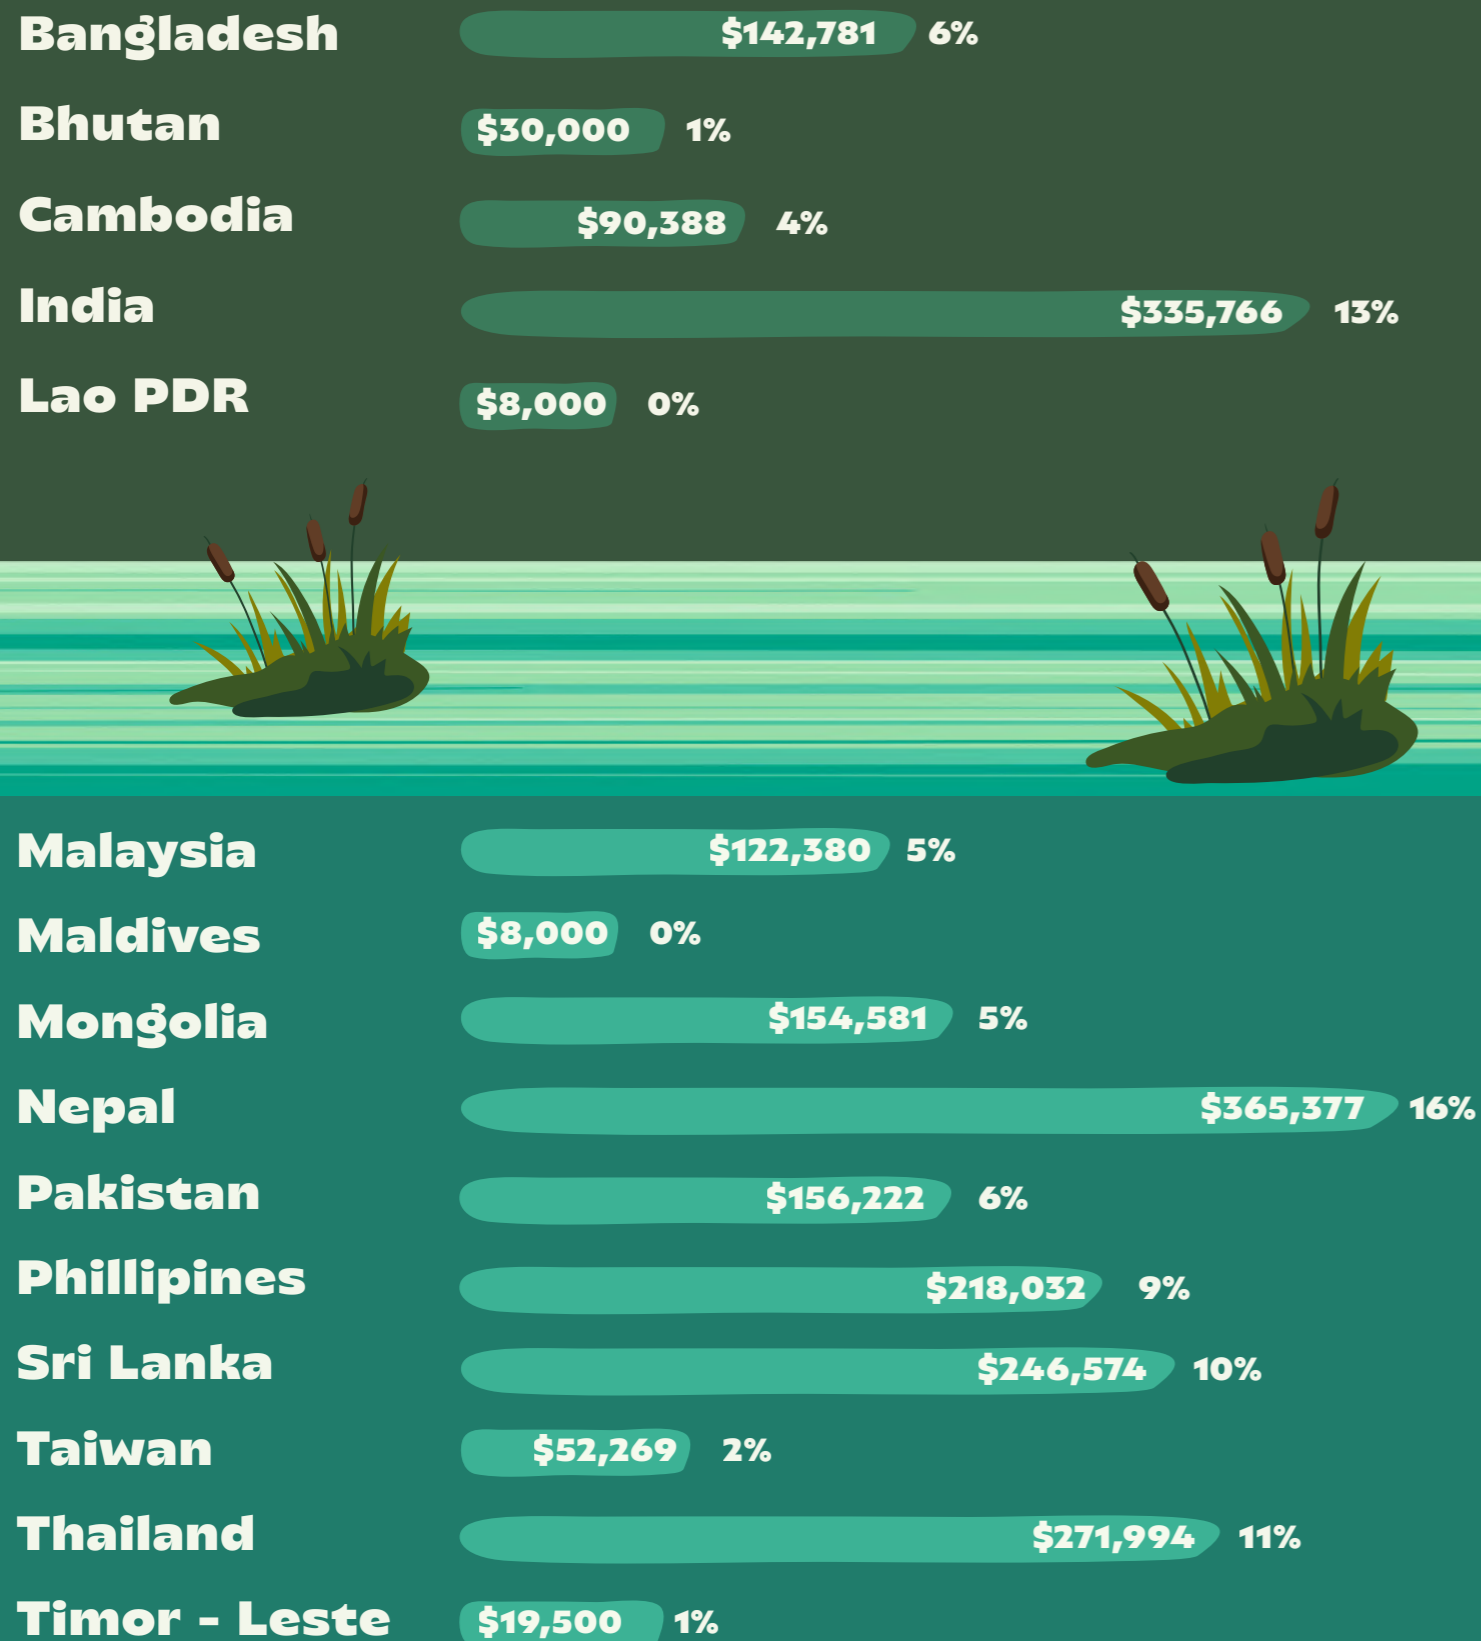 Bangladesh $142,781 6%
Bhutan $30,000 1%
Cambodia $90,388 4%
India $335,766 13%
Lao PDR $8,000 0%
Malaysia $122,380 5%
Maldives $8,000 0%
Mongolia $154,581 5%
Nepal $365,377 16%
Pakistan $156,222 6%
Phillipines $218,032 9%
Sri Lanka $246,574 10%
Taiwan $52,269 2%
Thailand $271,994 11%
Timor - Leste $19,500 1%